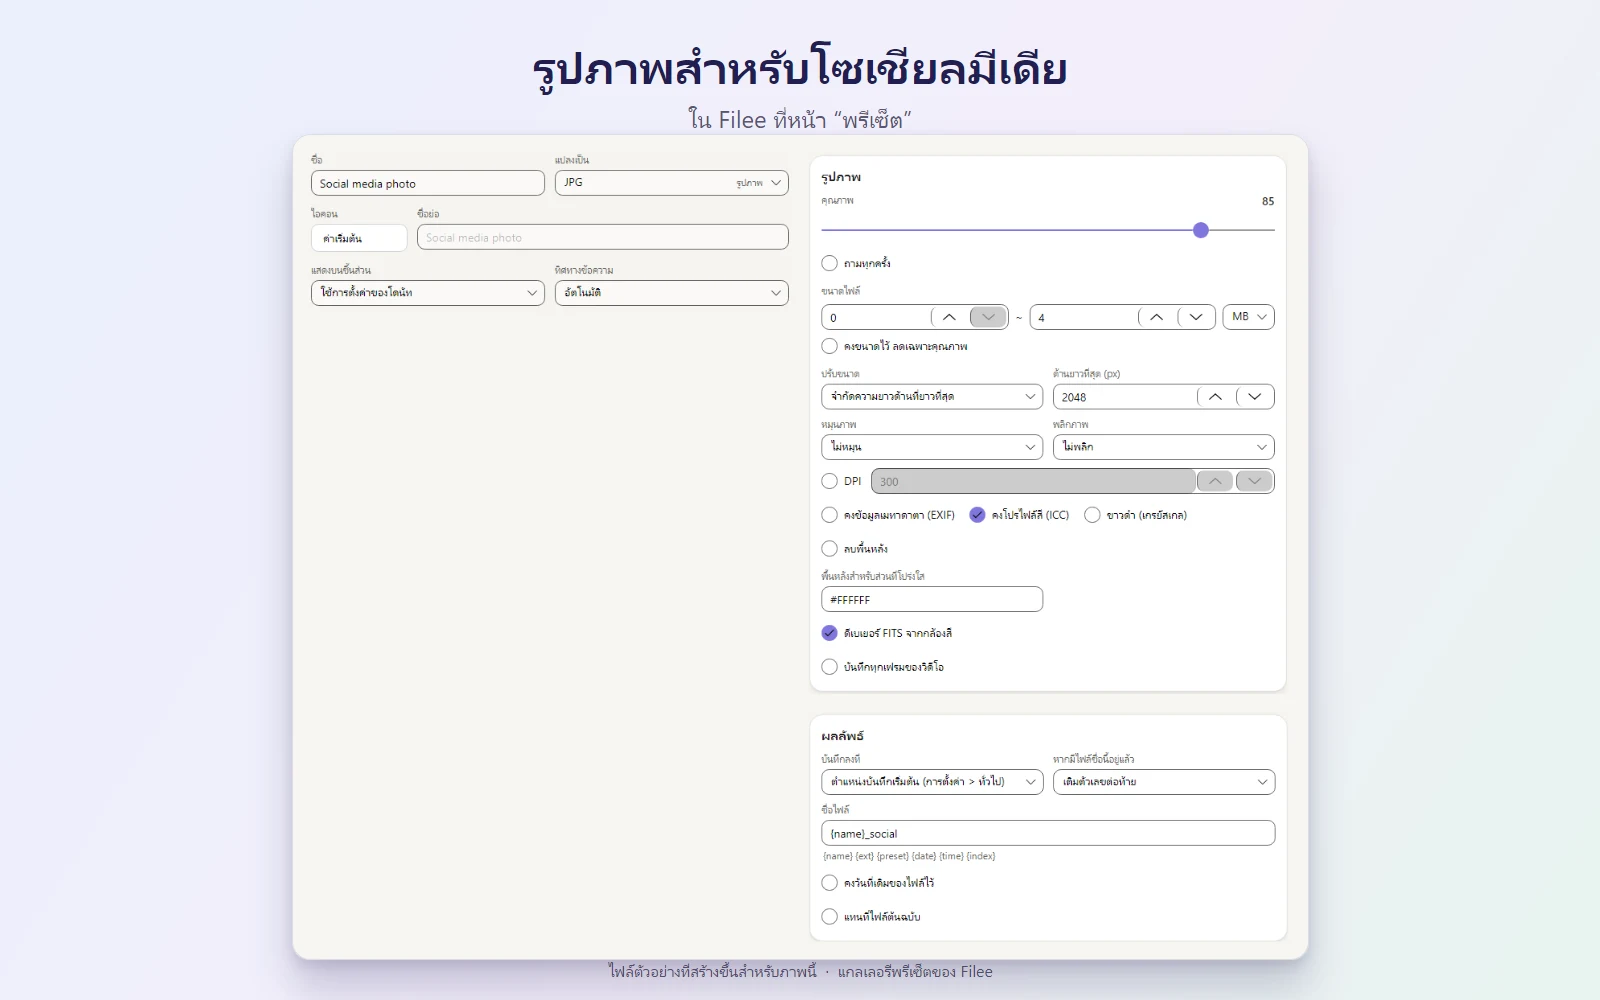 รูปภาพสำหรับโซเชียลมีเดีย
ใน Filee ที่หน้า “พรีเซ็ต”
ชื่อ
แปลงเป็น
Social media photo
JPG
รูปภาพ
ไอคอน
ชื่อย่อ
ค่าเริ่มต้น
Social media photo
แสดงบนชิ้นส่วน
ทิศทางข้อความ
ใช้การตั้งค่าของโดนัท
อัตโนมัติ
รูปภาพ
คุณภาพ
85
ถามทุกครั้ง
ขนาดไฟล์
0
~
4
MB
คงขนาดไว้ ลดเฉพาะคุณภาพ
ปรับขนาด
ด้านยาวที่สุด (px)
จำกัดความยาวด้านที่ยาวที่สุด
2048
หมุนภาพ
พลิกภาพ
ไม่หมุน
ไม่พลิก
DPI
300
คงข้อมูลเมทาดาตา (EXIF)
คงโปรไฟล์สี (ICC)
ขาวดำ (เกรย์สเกล)
ลบพื้นหลัง
พื้นหลังสำหรับส่วนที่โปร่งใส
#FFFFFF
ดีเบเยอร์ FITS จากกล้องสี
บันทึกทุกเฟรมของวิดีโอ
ผลลัพธ์
บันทึกลงที่
หากมีไฟล์ชื่อนี้อยู่แล้ว
ตำแหน่งบันทึกเริ่มต้น (การตั้งค่า > ทั่วไป)
เติมตัวเลขต่อท้าย
ชื่อไฟล์
{name}_social
{name} {ext} {preset} {date} {time} {index}
คงวันที่เดิมของไฟล์ไว้
แทนที่ไฟล์ต้นฉบับ
ไฟล์ตัวอย่างที่สร้างขึ้นสำหรับภาพนี้ · แกลเลอรีพรีเซ็ตของ Filee